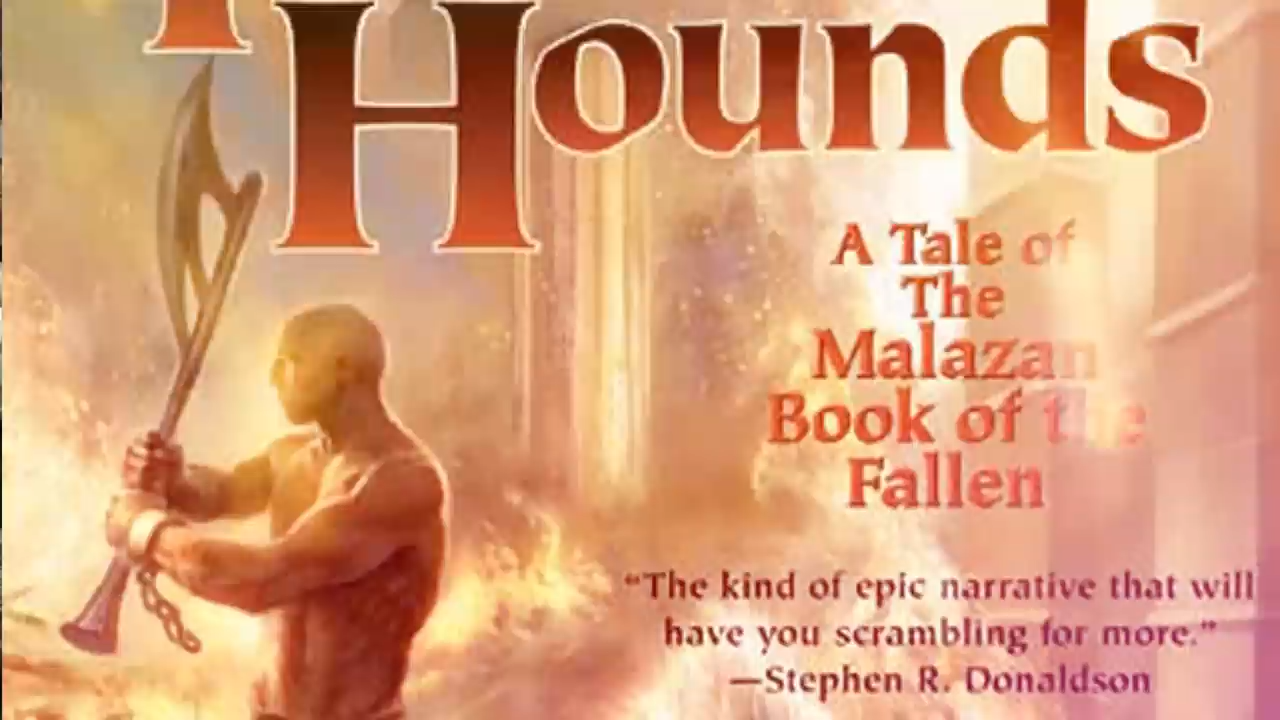 Hounds
A Tale of
The
Malazan
Book of the
Fallen
“The kind of epic narrative that will
have you scrambling for more.”
—Stephen R. Donaldson